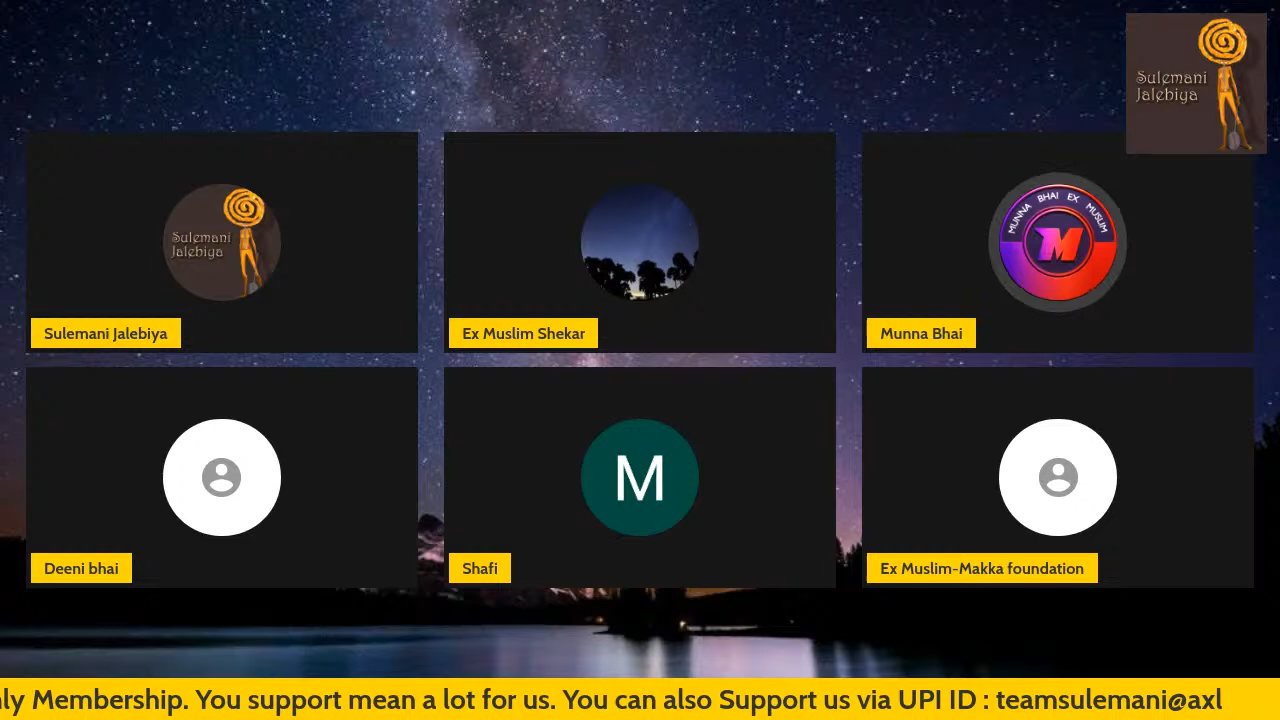 Sulemani
Jalebiya
Sulemani
Jalebiya
MUNNA BHAI EX MUSLIM
M
Sulemani Jalebiya
Ex Muslim Shekar
Munna Bhai
M
Deeni bhai
Shafi
Ex Muslim-Makka foundation
Membership. You support mean a lot for us. You can also Support us via UPI ID : teamsulemani@axl